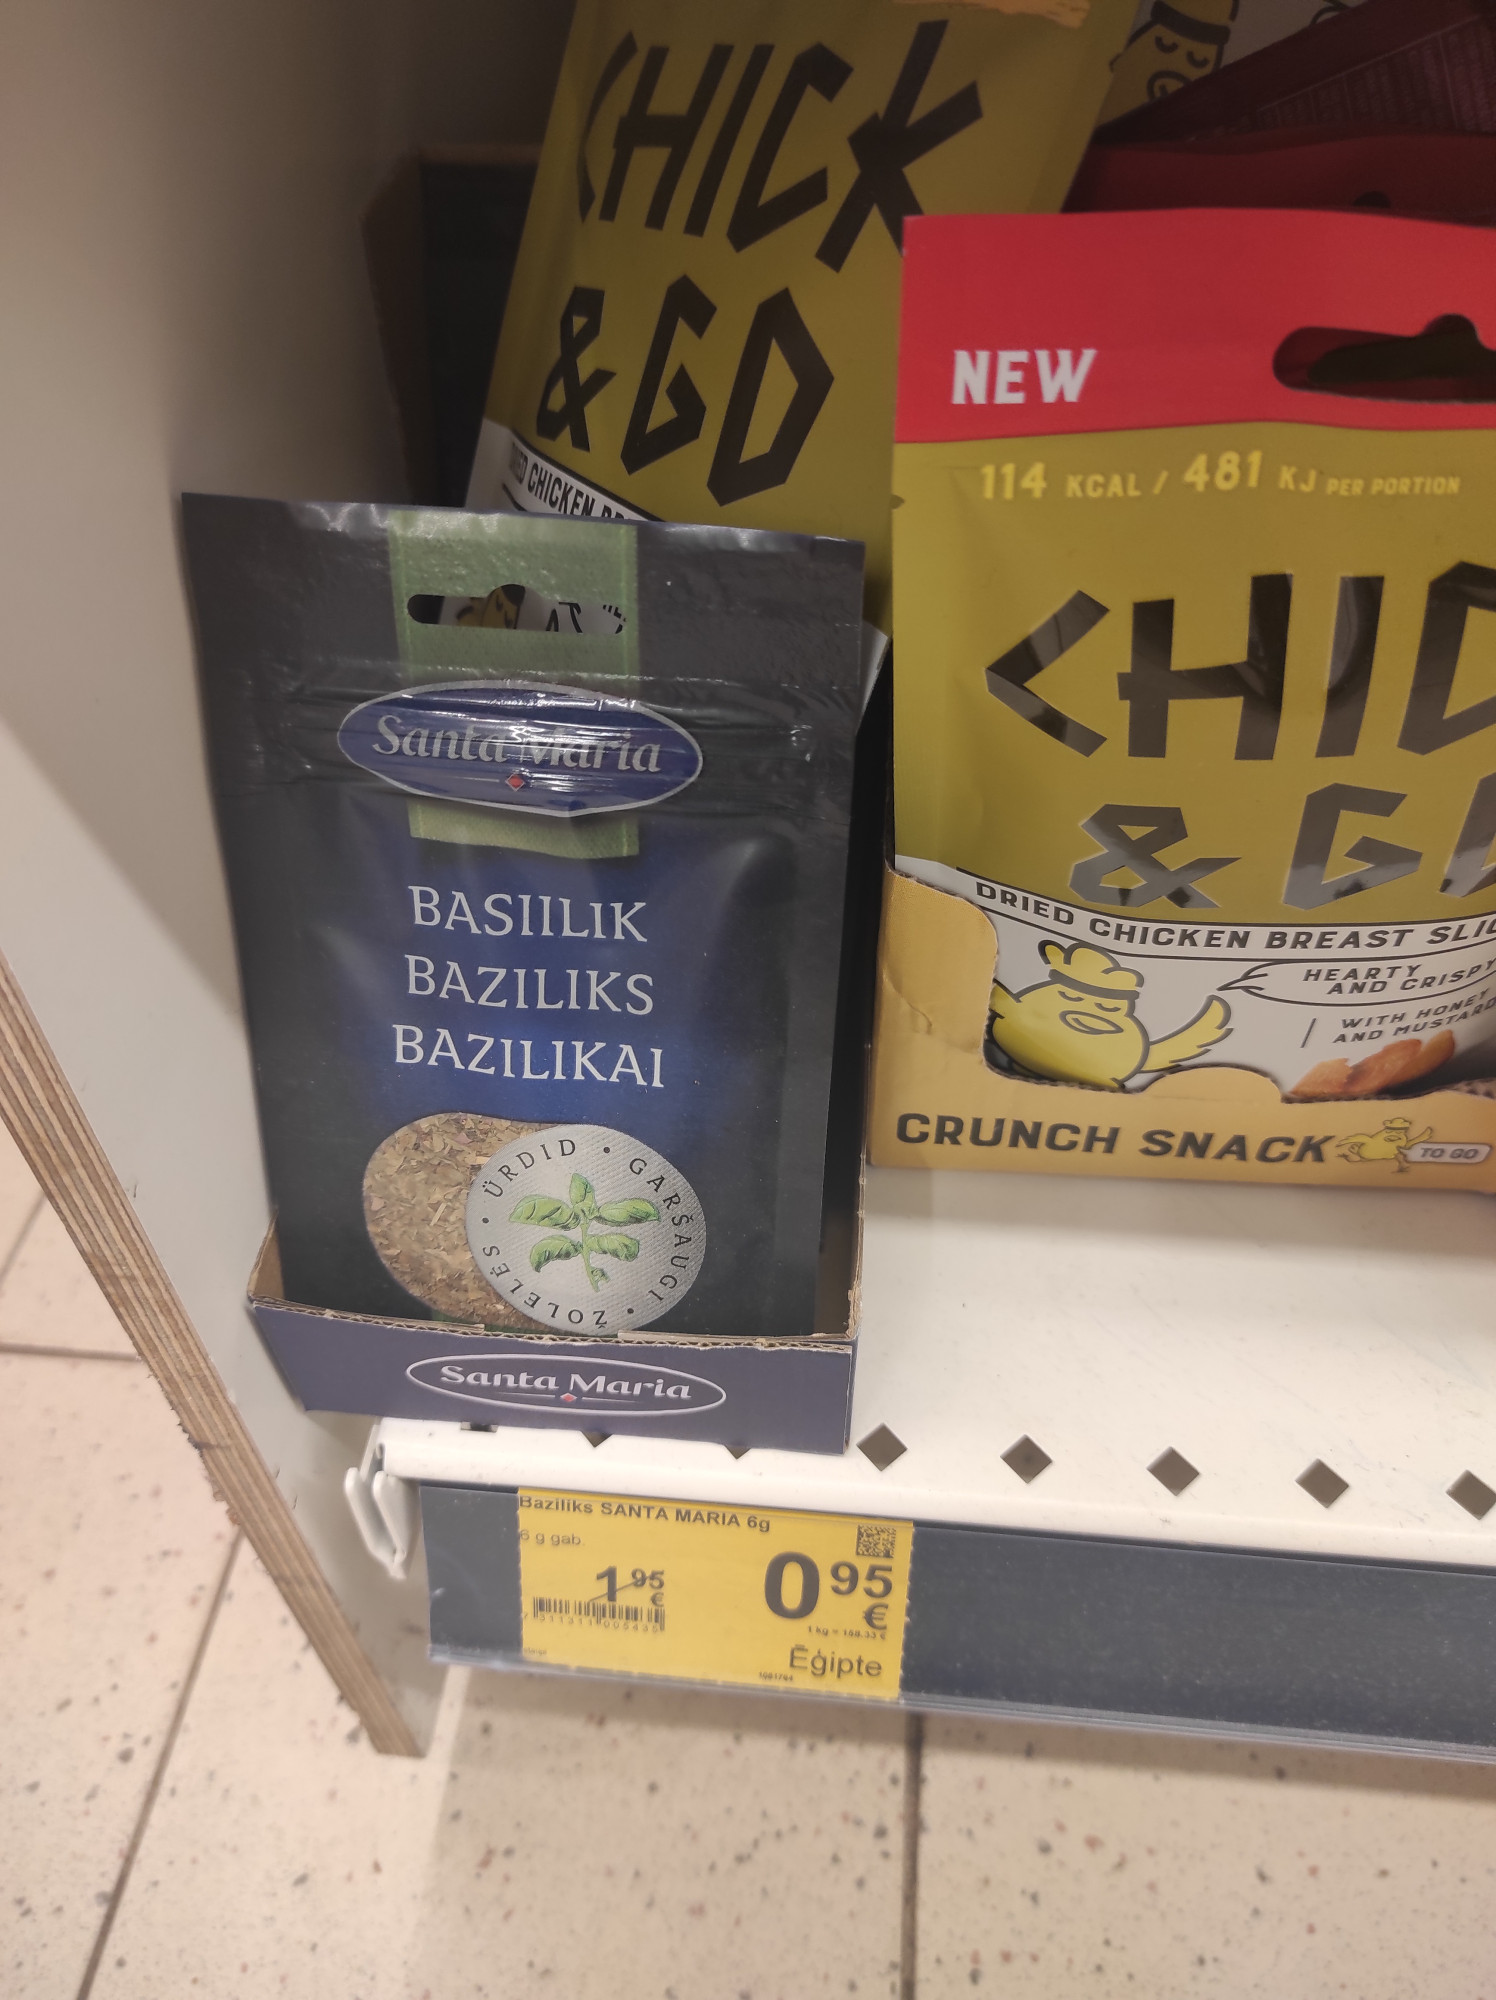 CHICK
& GO
DRIED CHICKEN
NEW
114 KCAL / 481 KJ PER PORTION
CHIC
& G
DRIED CHICKEN BREAST SLIC
HEARTY
AND CRISPY
WITH HONEY
AND MUSTARD
CRUNCH SNACK
TO GO
Santa Maria
BASIILIK
BAZILIKS
BAZILIKAI
ÜRDID • GARŠAUGI • ŽOLELĖS •
Santa Maria
Baziliks SANTA MARIA 6g
6 g gab.
1 95 €
0 95 €
Ēģipte